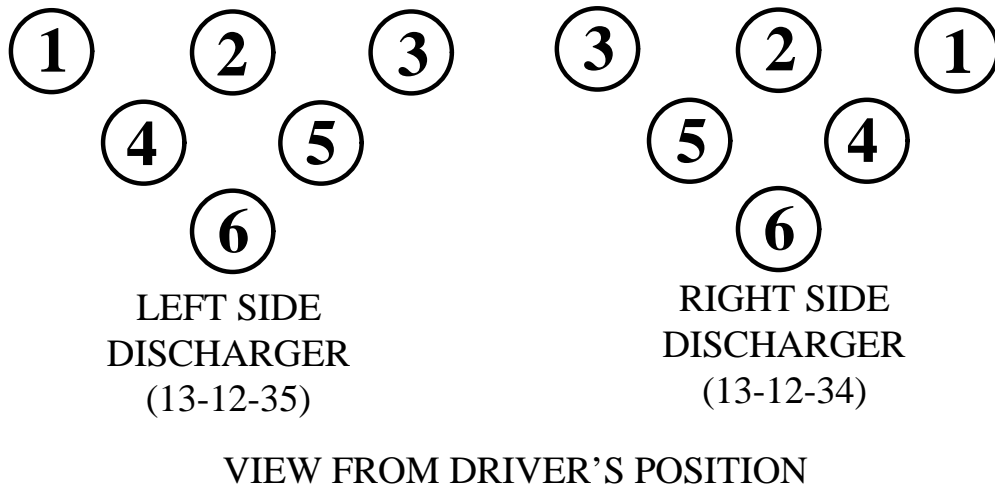 1 2 3 3 2 1
4 5 5 4
6 6
LEFT SIDE
DISCHARGER
(13-12-35)
RIGHT SIDE
DISCHARGER
(13-12-34)
VIEW FROM DRIVER’S POSITION